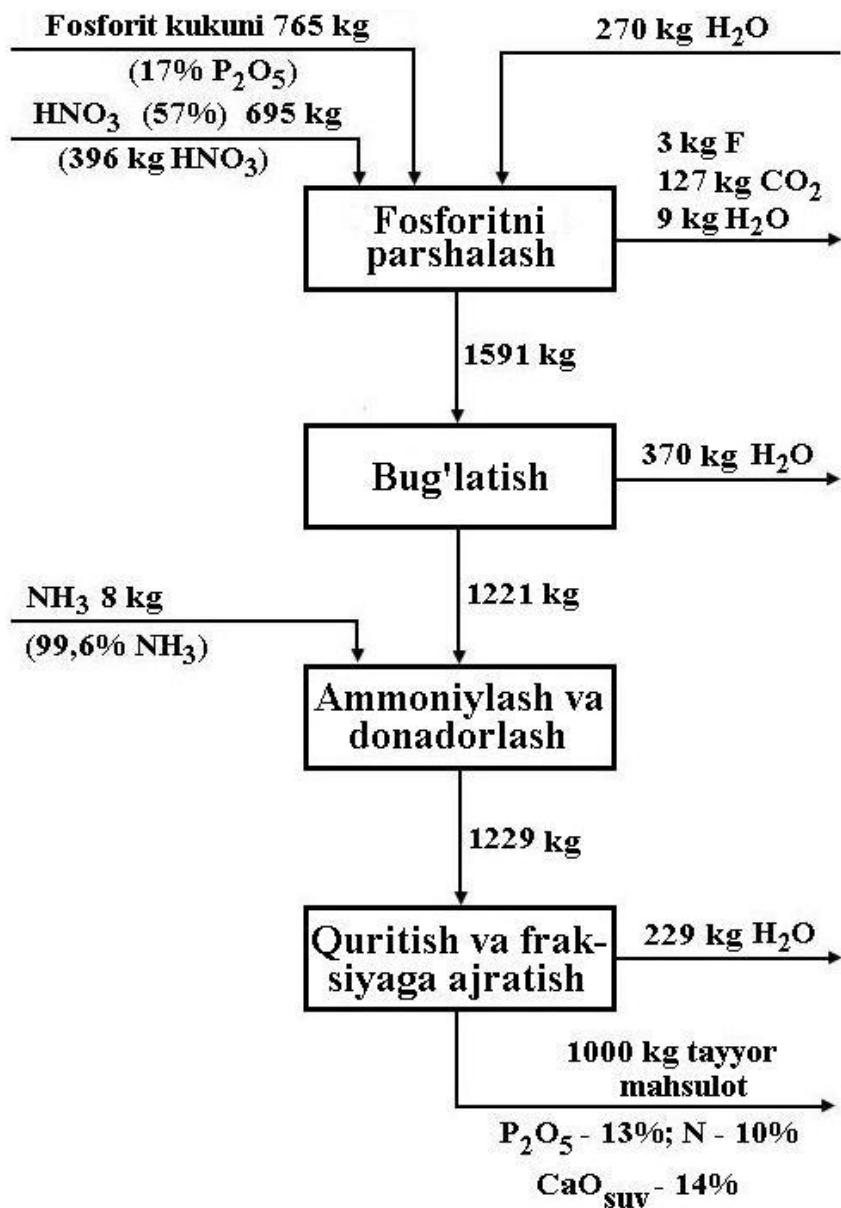 Fosforit kukuni 765 kg
(17% P₂O₅)
HNO₃ (57%) 695 kg
(396 kg HNO₃)
270 kg H₂O
3 kg F
127 kg CO₂
9 kg H₂O
Fosforitni
parshalash
1591 kg
Bug'latish
370 kg H₂O
1221 kg
NH₃ 8 kg
(99,6% NH₃)
Ammoniylash va
donadorlash
1229 kg
Quritish va frak-
siyaga ajratish
229 kg H₂O
1000 kg tayyor
mahsulot
P₂O₅ - 13%; N - 10%
CaO suv - 14%